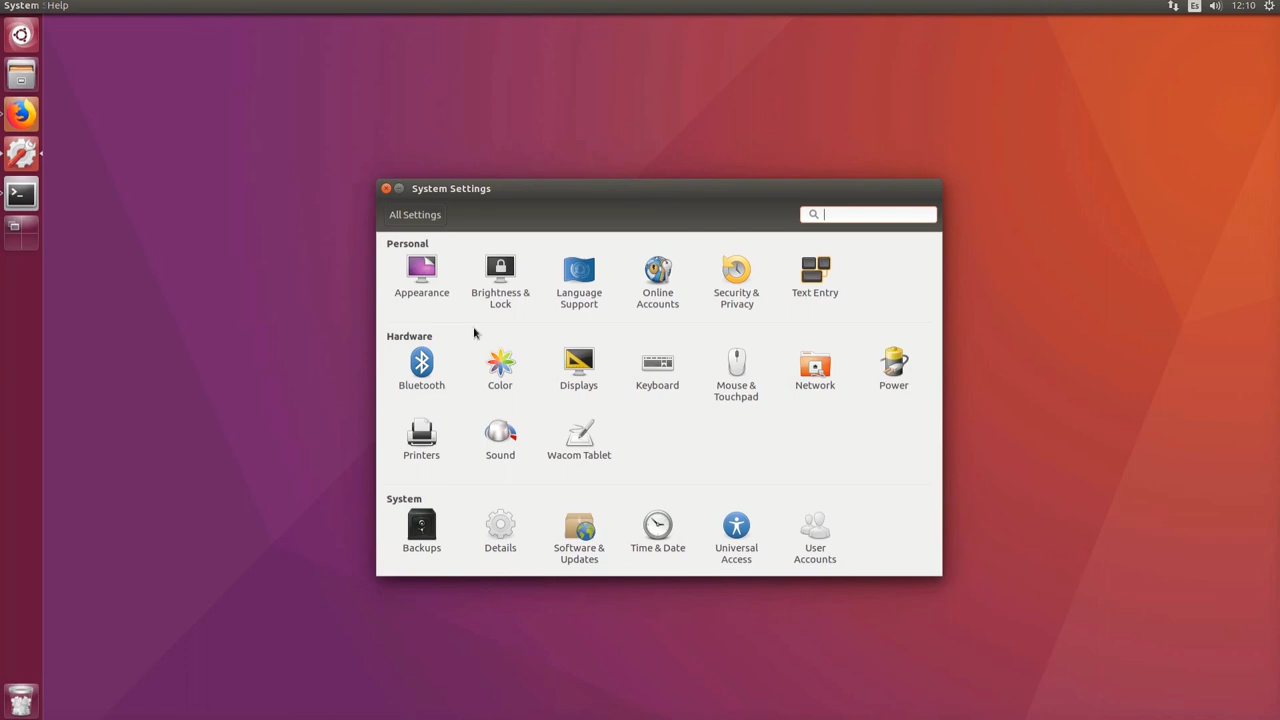 System Help
Es 12:10
System Settings
All Settings
Personal
Appearance
Brightness & Lock
Language Support
Online Accounts
Security & Privacy
Text Entry
Hardware
Bluetooth
Color
Displays
Keyboard
Mouse & Touchpad
Network
Power
Printers
Sound
Wacom Tablet
System
Backups
Details
Software & Updates
Time & Date
Universal Access
User Accounts